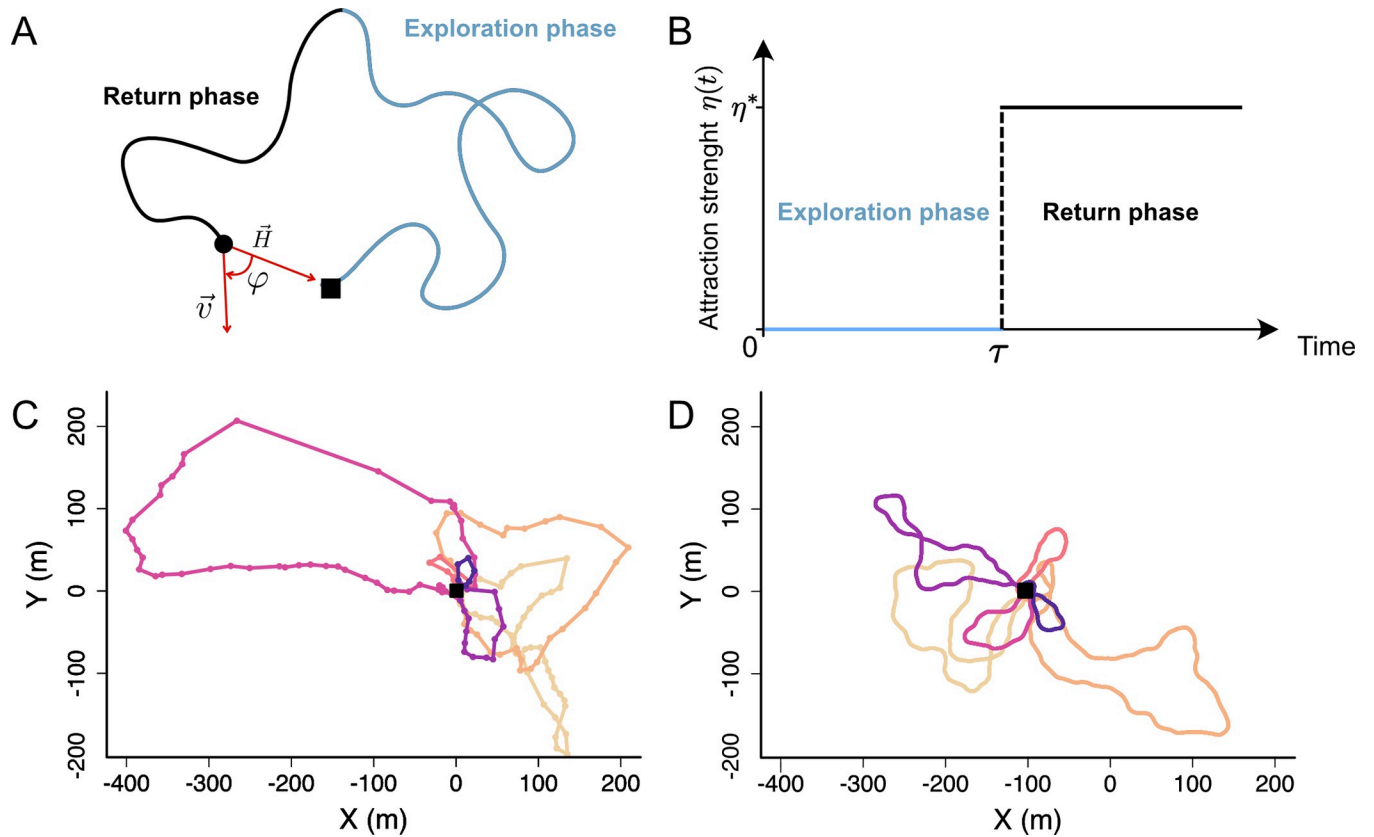 A
Exploration phase
Return phase
H⃗
φ
v⃗
B
Attraction strenght η(t)
η*
Exploration phase
Return phase
0
τ
Time
C
Y (m)
200
100
0
-100
-200
-400 -300 -200 -100 0 100 200
X (m)
D
Y (m)
200
100
0
-100
-200
-400 -300 -200 -100 0 100 200
X (m)